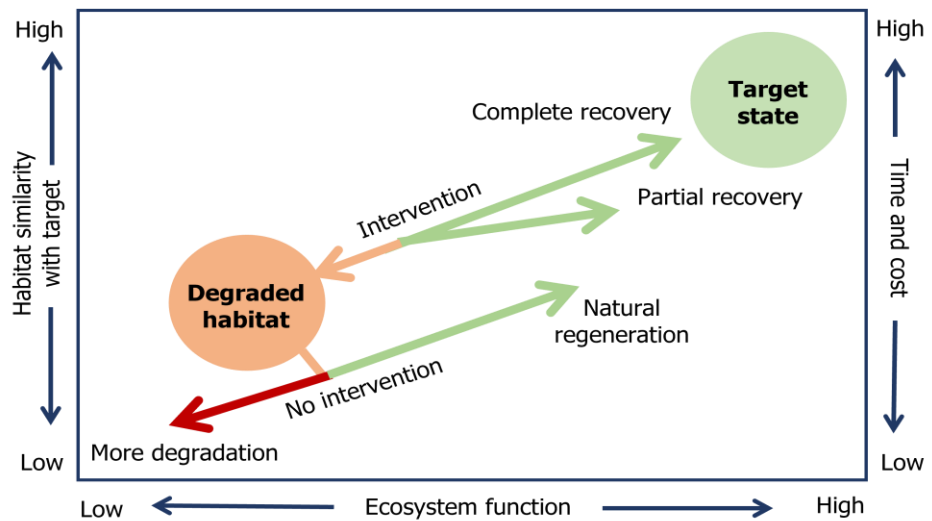 High
High
Target
state
Complete recovery
Intervention
Partial recovery
Habitat similarity
with target
Time and cost
Degraded
habitat
Natural
regeneration
No intervention
More degradation
Low
Low
Low
Ecosystem function
High